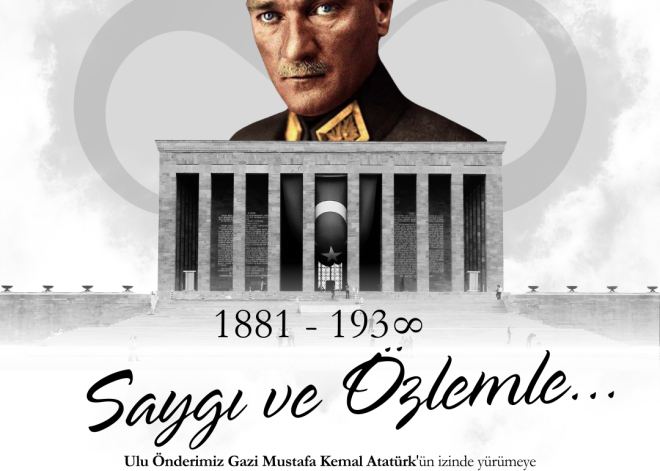 1881 - 193∞
Saygı ve Özlemle...
Ulu Önderimiz Gazi Mustafa Kemal Atatürk'ün izinde yürümeye